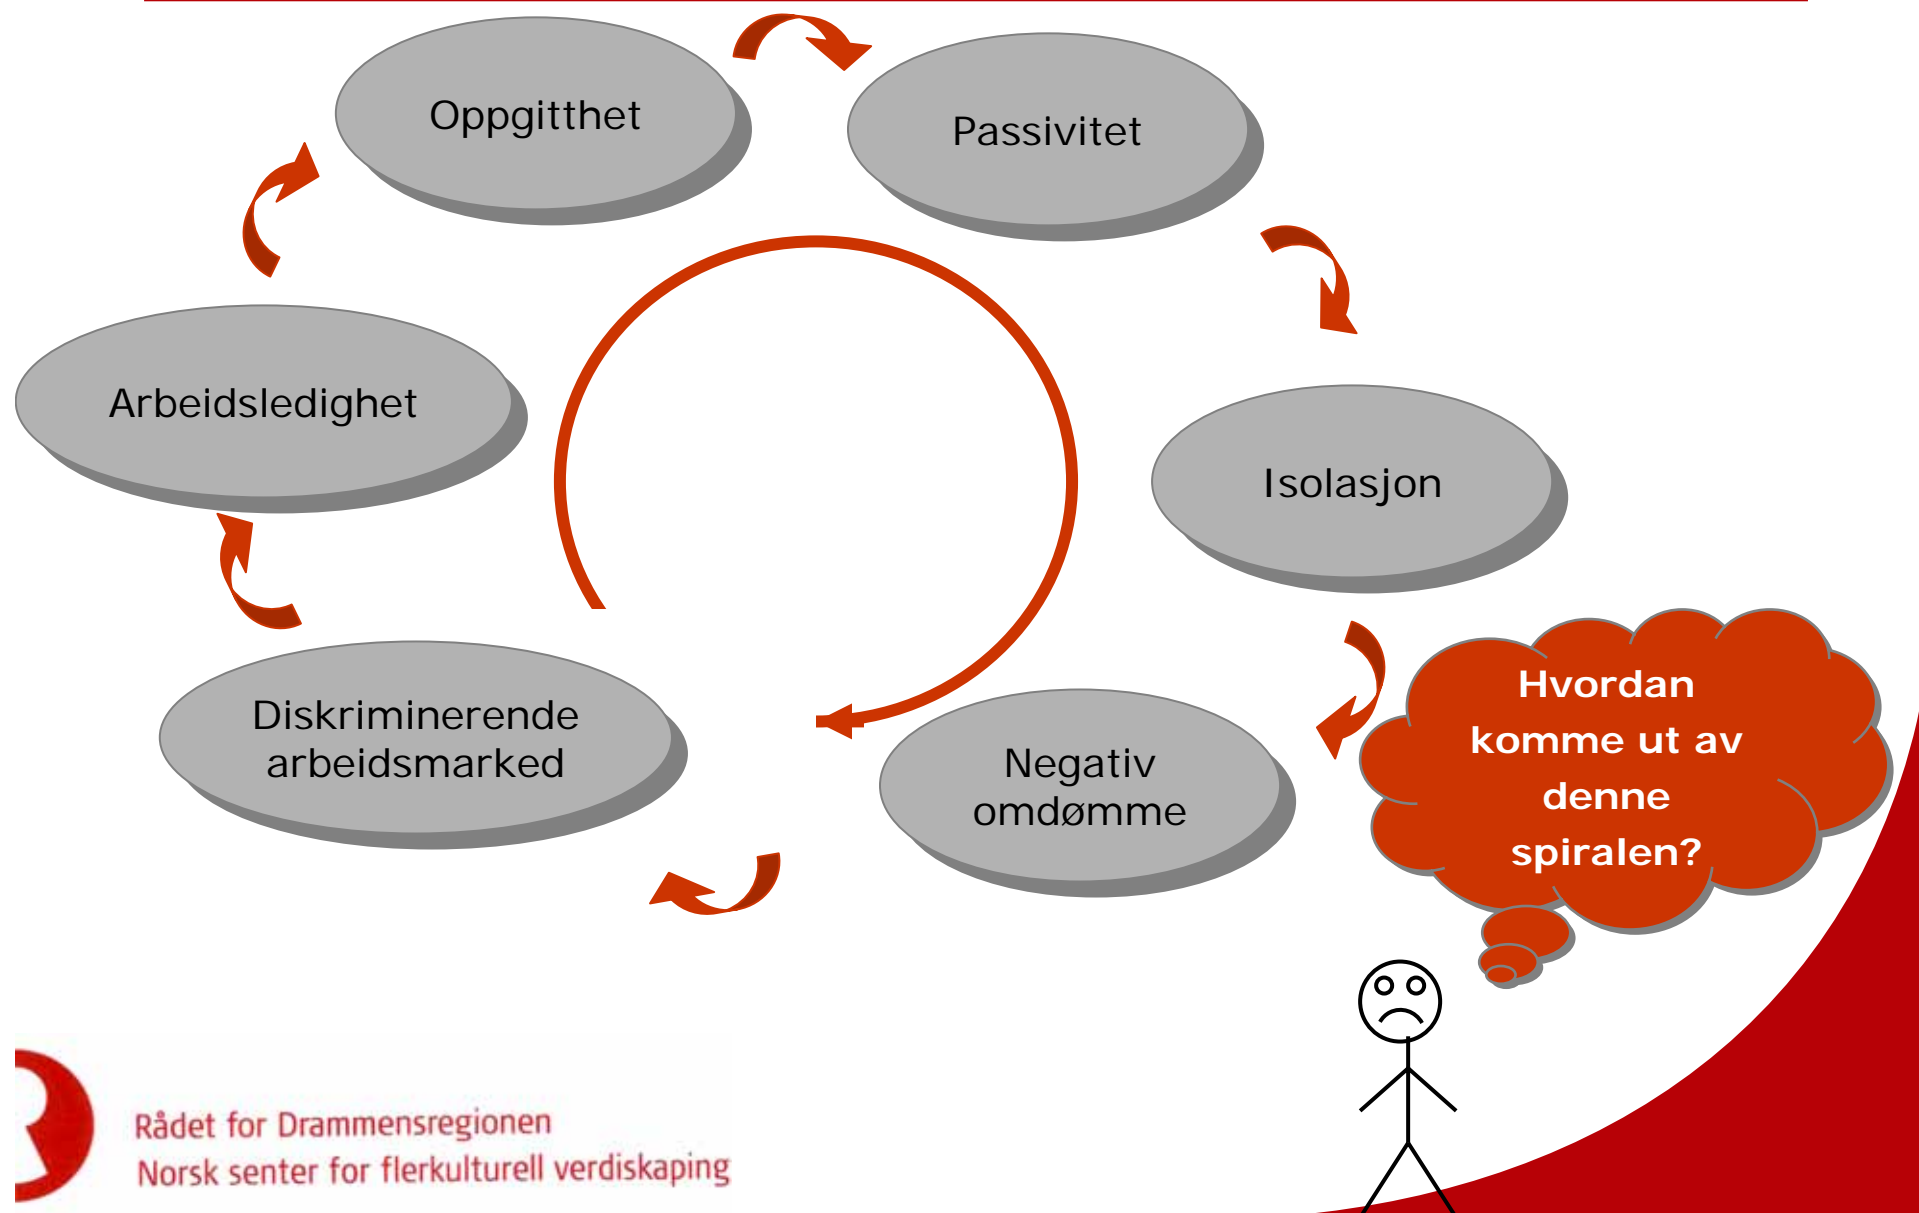 Oppgitthet
Passivitet
Arbeidsledighet
Isolasjon
Diskriminerende
arbeidsmarked
Negativ
omdømme
Hvordan
komme ut av
denne
spiralen?
Rådet for Drammensregionen
Norsk senter for flerkulturell verdiskaping